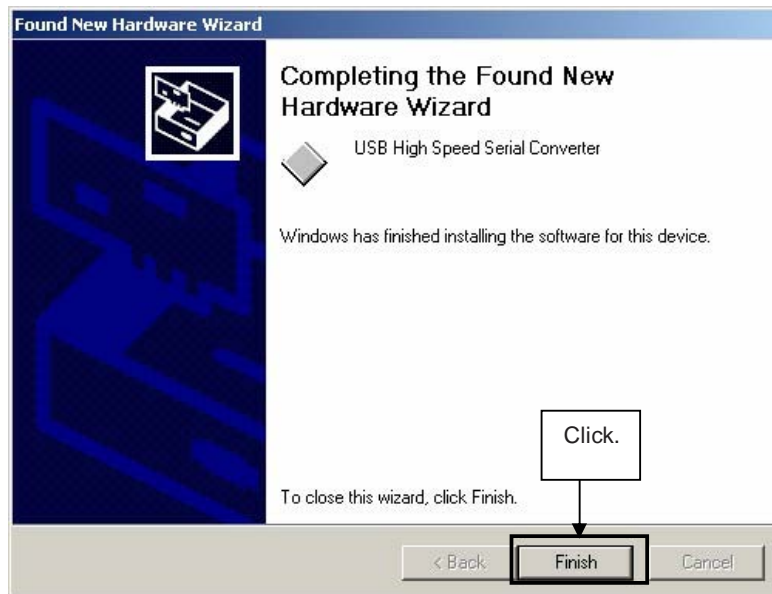 Found New Hardware Wizard
Completing the Found New
Hardware Wizard
USB High Speed Serial Converter
Windows has finished installing the software for this device.
Click.
To close this wizard, click Finish.
< Back
Finish
Cancel